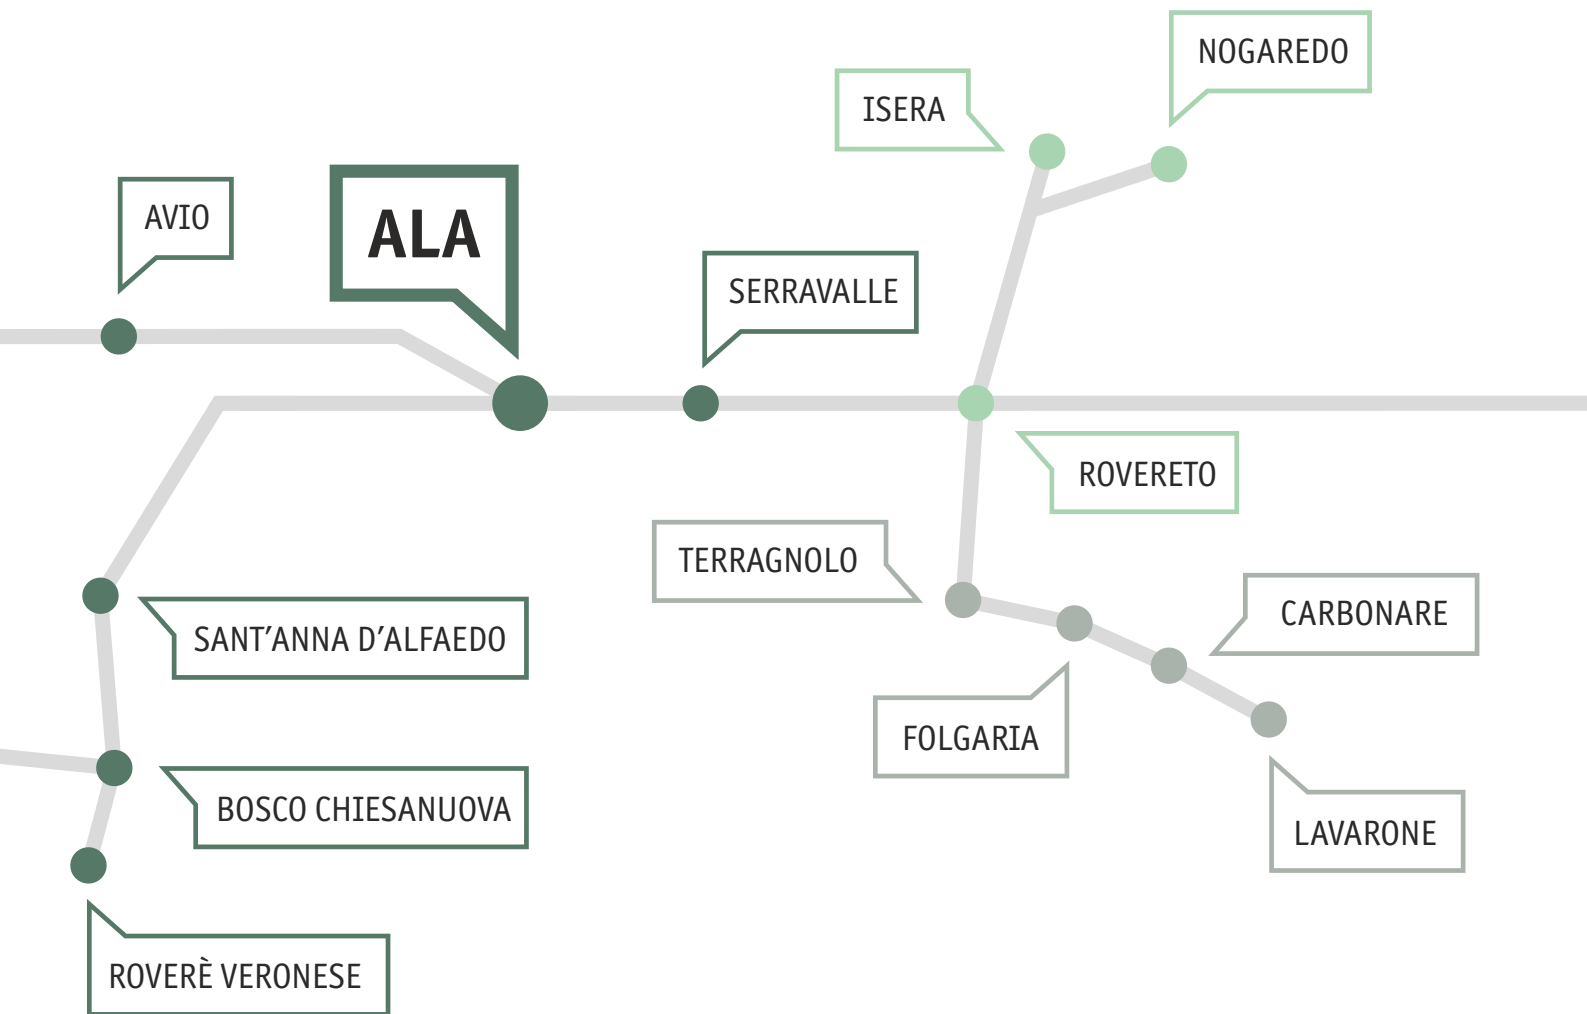 NOGAREDO
ISERA
AVIO
ALA
SERRAVALLE
ROVERETO
TERRAGNOLO
CARBONARE
SANT’ANNA D’ALFAEDO
FOLGARIA
BOSCO CHIESANUOVA
LAVARONE
ROVERÈ VERONESE